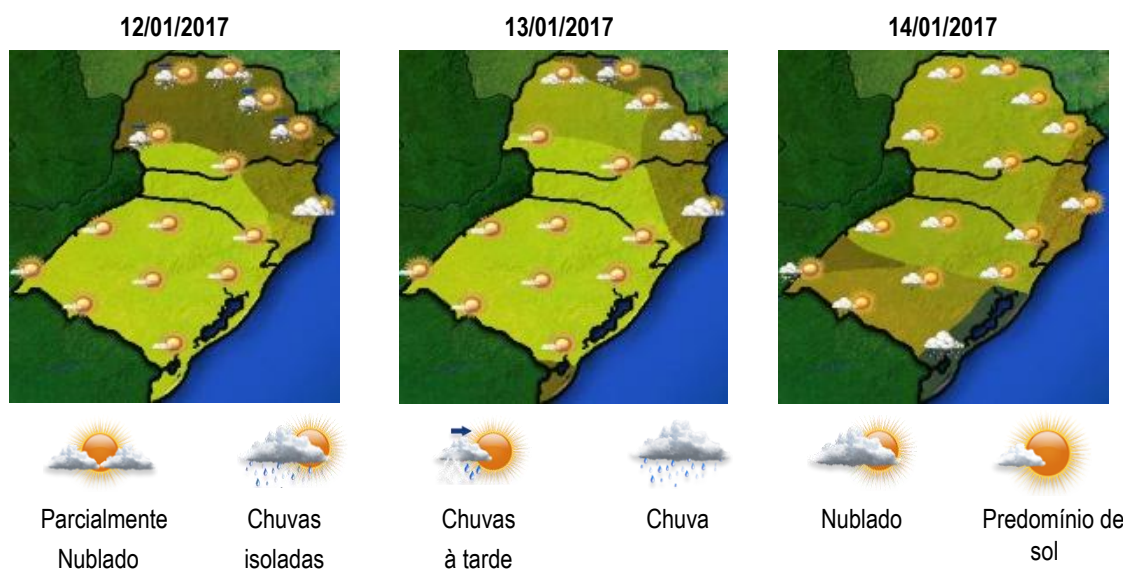 12/01/2017
13/01/2017
14/01/2017
Parcialmente
Nublado
Chuvas
isoladas
Chuvas
à tarde
Chuva
Nublado
Predomínio de
sol